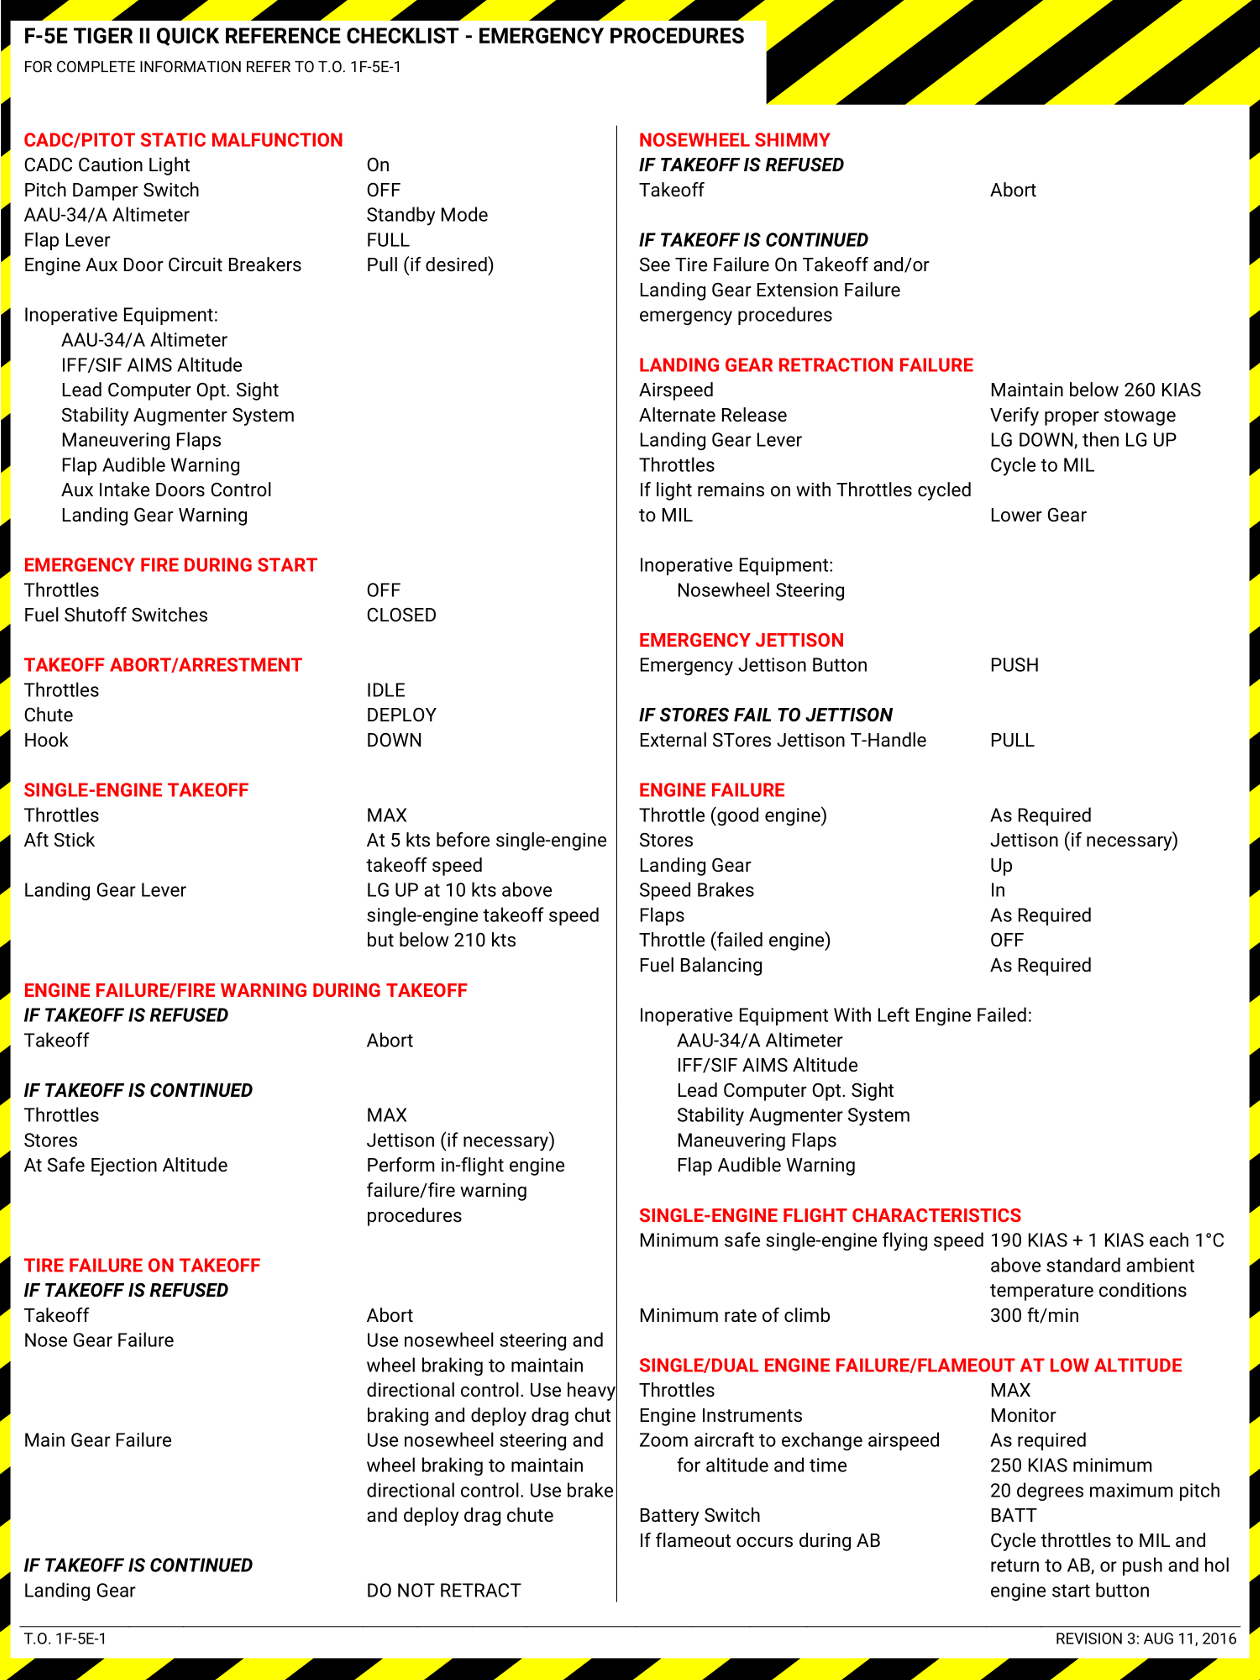 F-5E TIGER II QUICK REFERENCE CHECKLIST - EMERGENCY PROCEDURES
FOR COMPLETE INFORMATION REFER TO T.O. 1F-5E-1
CADC/PITOT STATIC MALFUNCTION
CADC Caution Light On
Pitch Damper Switch OFF
AAU-34/A Altimeter Standby Mode
Flap Lever FULL
Engine Aux Door Circuit Breakers Pull (if desired)
Inoperative Equipment:
AAU-34/A Altimeter
IFF/SIF AIMS Altitude
Lead Computer Opt. Sight
Stability Augmenter System
Maneuvering Flaps
Flap Audible Warning
Aux Intake Doors Control
Landing Gear Warning
EMERGENCY FIRE DURING START
Throttles OFF
Fuel Shutoff Switches CLOSED
TAKEOFF ABORT/ARRESTMENT
Throttles IDLE
Chute DEPLOY
Hook DOWN
SINGLE-ENGINE TAKEOFF
Throttles MAX
Aft Stick At 5 kts before single-engine
takeoff speed
Landing Gear Lever LG UP at 10 kts above
single-engine takeoff speed
but below 210 kts
ENGINE FAILURE/FIRE WARNING DURING TAKEOFF
IF TAKEOFF IS REFUSED
Takeoff Abort
IF TAKEOFF IS CONTINUED
Throttles MAX
Stores Jettison (if necessary)
At Safe Ejection Altitude Perform in-flight engine
failure/fire warning
procedures
TIRE FAILURE ON TAKEOFF
IF TAKEOFF IS REFUSED
Takeoff Abort
Nose Gear Failure Use nosewheel steering and
wheel braking to maintain
directional control. Use heavy
braking and deploy drag chut
Main Gear Failure Use nosewheel steering and
wheel braking to maintain
directional control. Use brake
and deploy drag chute
IF TAKEOFF IS CONTINUED
Landing Gear DO NOT RETRACT
NOSEWHEEL SHIMMY
IF TAKEOFF IS REFUSED
Takeoff Abort
IF TAKEOFF IS CONTINUED
See Tire Failure On Takeoff and/or
Landing Gear Extension Failure
emergency procedures
LANDING GEAR RETRACTION FAILURE
Airspeed Maintain below 260 KIAS
Alternate Release Verify proper stowage
Landing Gear Lever LG DOWN, then LG UP
Throttles Cycle to MIL
If light remains on with Throttles cycled
to MIL Lower Gear
Inoperative Equipment:
Nosewheel Steering
EMERGENCY JETTISON
Emergency Jettison Button PUSH
IF STORES FAIL TO JETTISON
External STores Jettison T-Handle PULL
ENGINE FAILURE
Throttle (good engine) As Required
Stores Jettison (if necessary)
Landing Gear Up
Speed Brakes In
Flaps As Required
Throttle (failed engine) OFF
Fuel Balancing As Required
Inoperative Equipment With Left Engine Failed:
AAU-34/A Altimeter
IFF/SIF AIMS Altitude
Lead Computer Opt. Sight
Stability Augmenter System
Maneuvering Flaps
Flap Audible Warning
SINGLE-ENGINE FLIGHT CHARACTERISTICS
Minimum safe single-engine flying speed 190 KIAS + 1 KIAS each 1°C
above standard ambient
temperature conditions
Minimum rate of climb 300 ft/min
SINGLE/DUAL ENGINE FAILURE/FLAMEOUT AT LOW ALTITUDE
Throttles MAX
Engine Instruments Monitor
Zoom aircraft to exchange airspeed As required
for altitude and time 250 KIAS minimum
20 degrees maximum pitch
Battery Switch BATT
If flameout occurs during AB Cycle throttles to MIL and
return to AB, or push and hol
engine start button
T.O. 1F-5E-1 REVISION 3: AUG 11, 2016